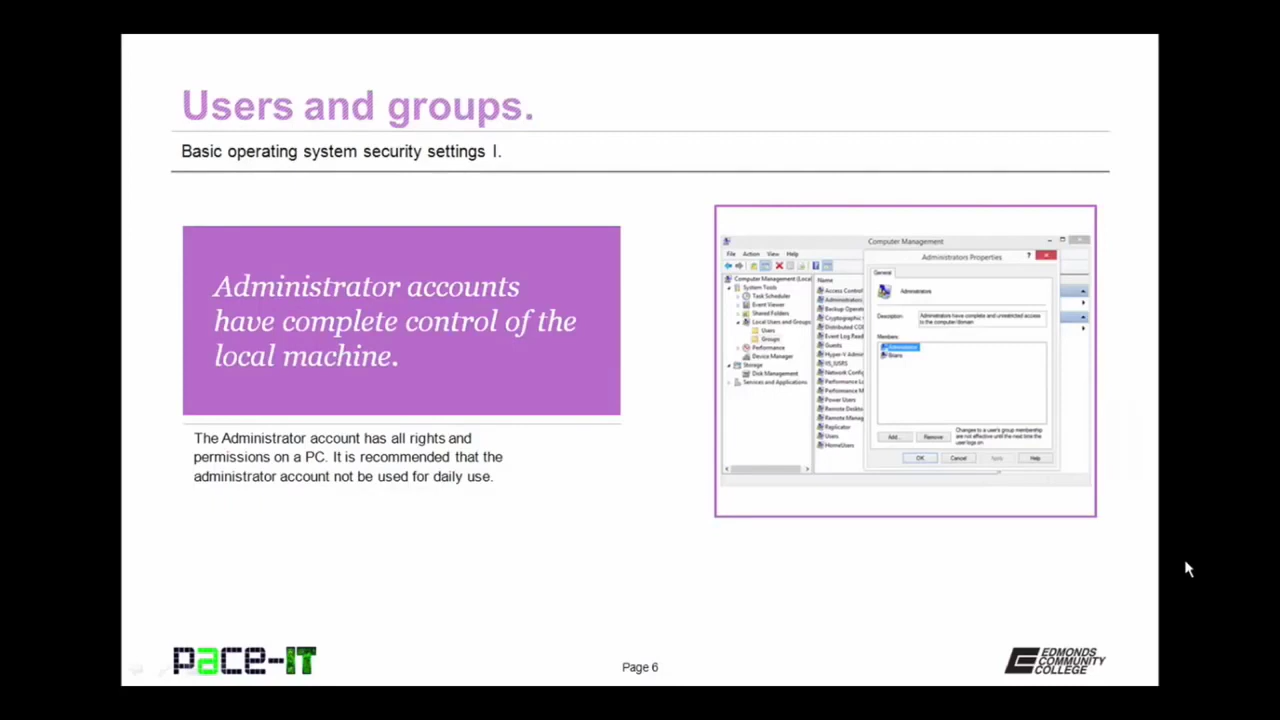 Users and groups.
Basic operating system security settings I.
Administrator accounts
have complete control of the
local machine.
The Administrator account has all rights and
permissions on a PC. It is recommended that the
administrator account not be used for daily use.
Computer Management
File Action View Help
Computer Management (Local
System Tools
Task Scheduler
Event Viewer
Shared Folders
Local Users and Groups
Users
Groups
Performance
Device Manager
Storage
Disk Management
Services and Applications
Name
Access Control
Administrators
Backup Operato
Cryptographic
Distributed COI
Event Log Read
Guests
Hyper-V Admin
IIS_IUSRS
Network Config
Performance Lo
Performance M
Power Users
Remote Desktop
Remote Manag
Replicator
Users
HomeUsers
Administrators Properties
General
Administrators
Description:
Administrators have complete and unrestricted access
to the computer/domain
Members:
Administrator
Add...
Remove
Changes to a user's group membership
are not effective until the next time the
user logs on.
OK
Cancel
Apply
Help
pace-IT
Page 6
EDMONDS
COMMUNITY
COLLEGE